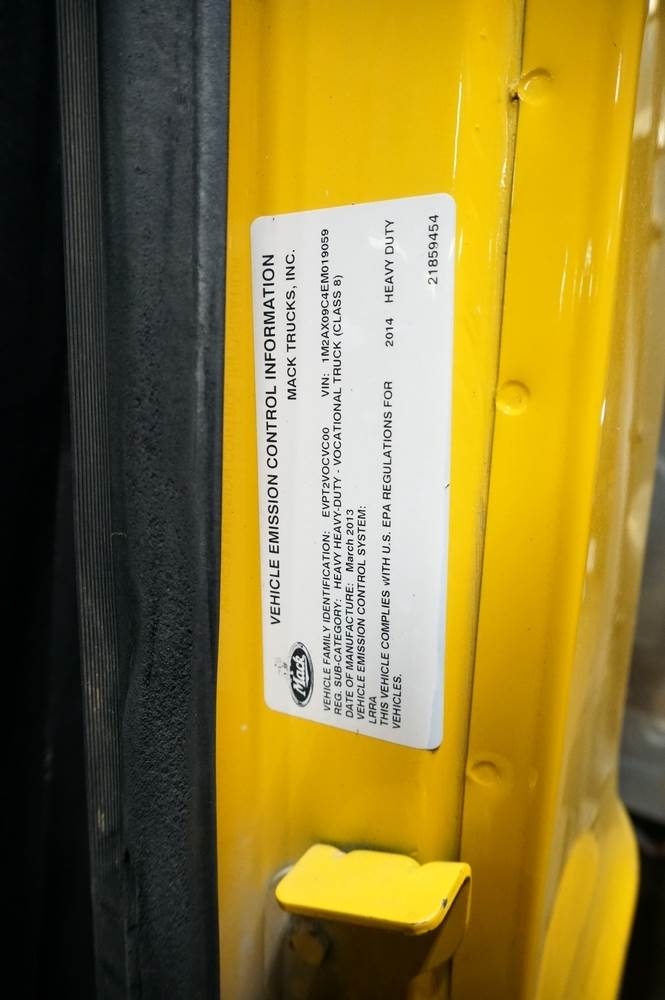 VEHICLE EMISSION CONTROL INFORMATION
MACK TRUCKS, INC.
Mack
VEHICLE FAMILY IDENTIFICATION: EVPT2VOCVC00 VIN: 1M2AX09C4EM019059
REG. SUB-CATEGORY: HEAVY HEAVY-DUTY - VOCATIONAL TRUCK (CLASS 8)
DATE OF MANUFACTURE: March 2013
VEHICLE EMISSION CONTROL SYSTEM:
LRRA
THIS VEHICLE COMPLIES WITH U.S. EPA REGULATIONS FOR 2014 HEAVY DUTY
VEHICLES.
21859454